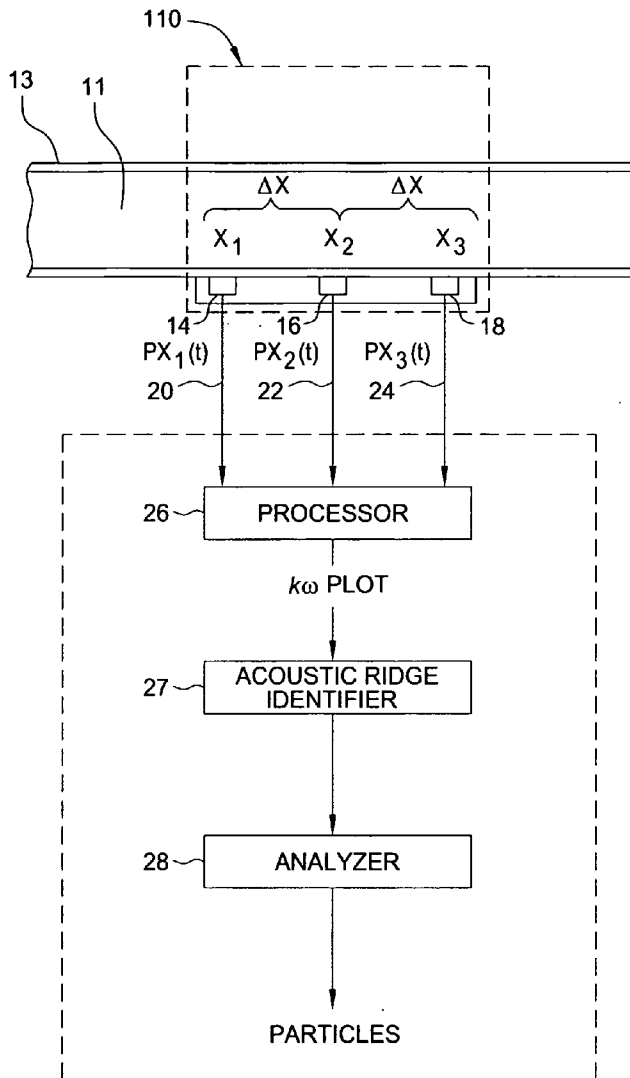 110
13
11
ΔX ΔX
X₁ X₂ X₃
14 16 18
PX₁(t) PX₂(t) PX₃(t)
20 22 24
26 PROCESSOR
kω PLOT
27 ACOUSTIC RIDGE
IDENTIFIER
28 ANALYZER
PARTICLES